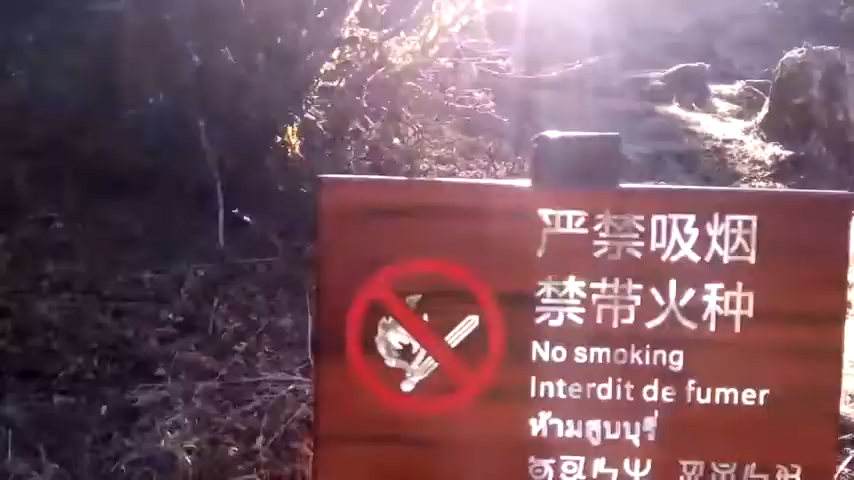 严禁吸烟
禁带火种
No smoking
Interdit de fumer
ห้ามสูบบุรี่